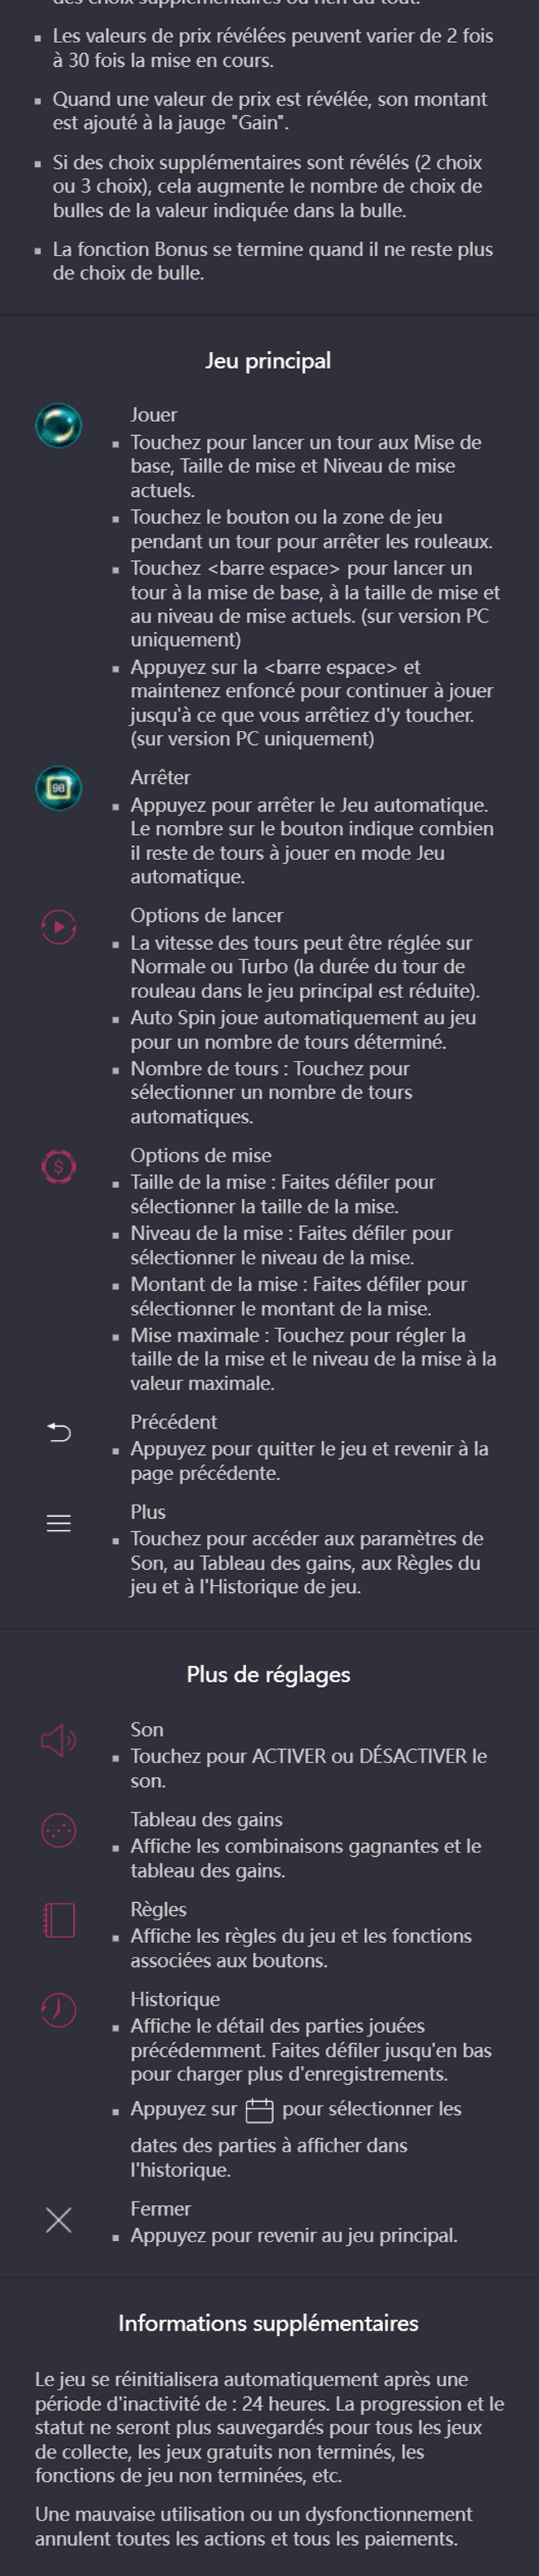 des choix supplémentaires ou rien du tout.
▪ Les valeurs de prix révélées peuvent varier de 2 fois
à 30 fois la mise en cours.
▪ Quand une valeur de prix est révélée, son montant
est ajouté à la jauge "Gain".
▪ Si des choix supplémentaires sont révélés (2 choix
ou 3 choix), cela augmente le nombre de choix de
bulles de la valeur indiquée dans la bulle.
▪ La fonction Bonus se termine quand il ne reste plus
de choix de bulle.
Jeu principal
Jouer
▪ Touchez pour lancer un tour aux Mise de
base, Taille de mise et Niveau de mise
actuels.
▪ Touchez le bouton ou la zone de jeu
pendant un tour pour arrêter les rouleaux.
▪ Touchez <barre espace> pour lancer un
tour à la mise de base, à la taille de mise et
au niveau de mise actuels. (sur version PC
uniquement)
▪ Appuyez sur la <barre espace> et
maintenez enfoncé pour continuer à jouer
jusqu'à ce que vous arrêtiez d'y toucher.
(sur version PC uniquement)
98
Arrêter
▪ Appuyez pour arrêter le Jeu automatique.
Le nombre sur le bouton indique combien
il reste de tours à jouer en mode Jeu
automatique.
Options de lancer
▪ La vitesse des tours peut être réglée sur
Normale ou Turbo (la durée du tour de
rouleau dans le jeu principal est réduite).
▪ Auto Spin joue automatiquement au jeu
pour un nombre de tours déterminé.
▪ Nombre de tours : Touchez pour
sélectionner un nombre de tours
automatiques.
$
Options de mise
▪ Taille de la mise : Faites défiler pour
sélectionner la taille de la mise.
▪ Niveau de la mise : Faites défiler pour
sélectionner le niveau de la mise.
▪ Montant de la mise : Faites défiler pour
sélectionner le montant de la mise.
▪ Mise maximale : Touchez pour régler la
taille de la mise et le niveau de la mise à la
valeur maximale.
Précédent
▪ Appuyez pour quitter le jeu et revenir à la
page précédente.
Plus
▪ Touchez pour accéder aux paramètres de
Son, au Tableau des gains, aux Règles du
jeu et à l'Historique de jeu.
Plus de réglages
Son
▪ Touchez pour ACTIVER ou DÉSACTIVER le
son.
Tableau des gains
▪ Affiche les combinaisons gagnantes et le
tableau des gains.
Règles
▪ Affiche les règles du jeu et les fonctions
associées aux boutons.
Historique
▪ Affiche le détail des parties jouées
précédemment. Faites défiler jusqu'en bas
pour charger plus d'enregistrements.
▪ Appuyez sur pour sélectionner les
dates des parties à afficher dans
l'historique.
Fermer
▪ Appuyez pour revenir au jeu principal.
Informations supplémentaires
Le jeu se réinitialisera automatiquement après une
période d'inactivité de : 24 heures. La progression et le
statut ne seront plus sauvegardés pour tous les jeux
de collecte, les jeux gratuits non terminés, les
fonctions de jeu non terminées, etc.
Une mauvaise utilisation ou un dysfonctionnement
annulent toutes les actions et tous les paiements.